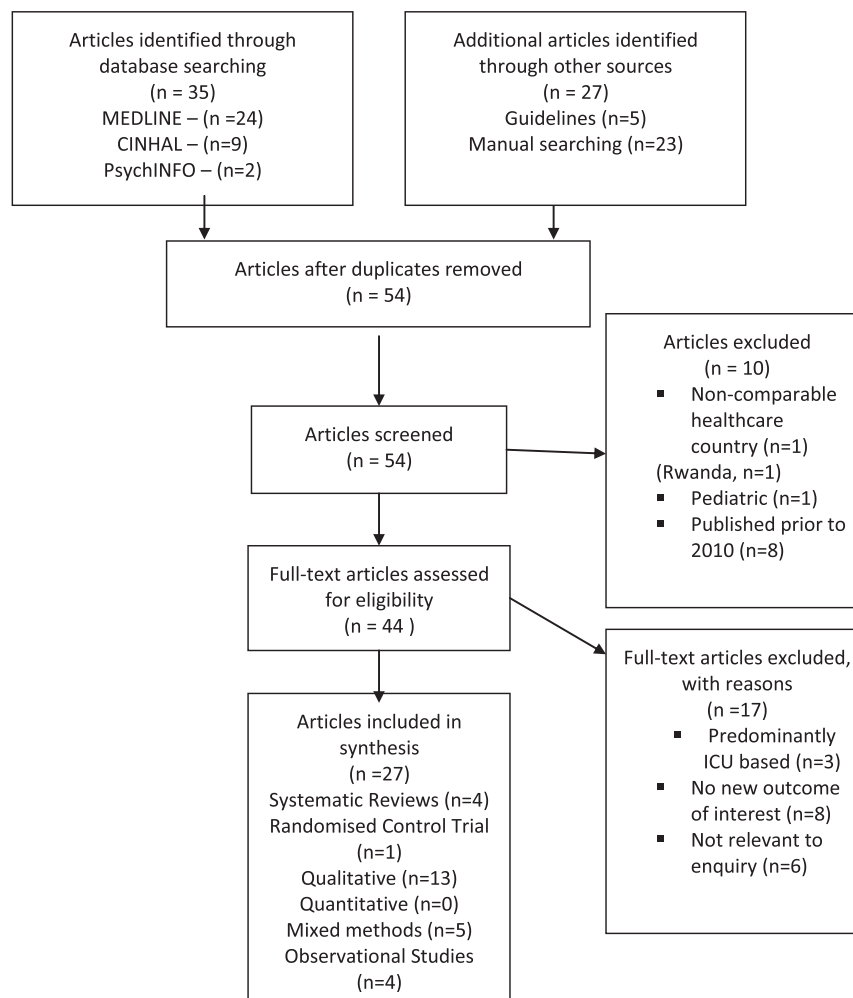 Articles identified through
database searching
(n = 35)
MEDLINE – (n =24)
CINHAL – (n=9)
PsychINFO – (n=2)
Additional articles identified
through other sources
(n = 27)
Guidelines (n=5)
Manual searching (n=23)
Articles after duplicates removed
(n = 54)
Articles screened
(n = 54)
Articles excluded
(n = 10)
▪ Non-comparable
healthcare
country (n=1)
(Rwanda, n=1)
▪ Pediatric (n=1)
▪ Published prior to
2010 (n=8)
Full-text articles assessed
for eligibility
(n = 44 )
Full-text articles excluded,
with reasons
(n =17)
▪ Predominantly
ICU based (n=3)
▪ No new outcome
of interest (n=8)
▪ Not relevant to
enquiry (n=6)
Articles included in
synthesis
(n =27)
Systematic Reviews (n=4)
Randomised Control Trial
(n=1)
Qualitative (n=13)
Quantitative (n=0)
Mixed methods (n=5)
Observational Studies
(n=4)